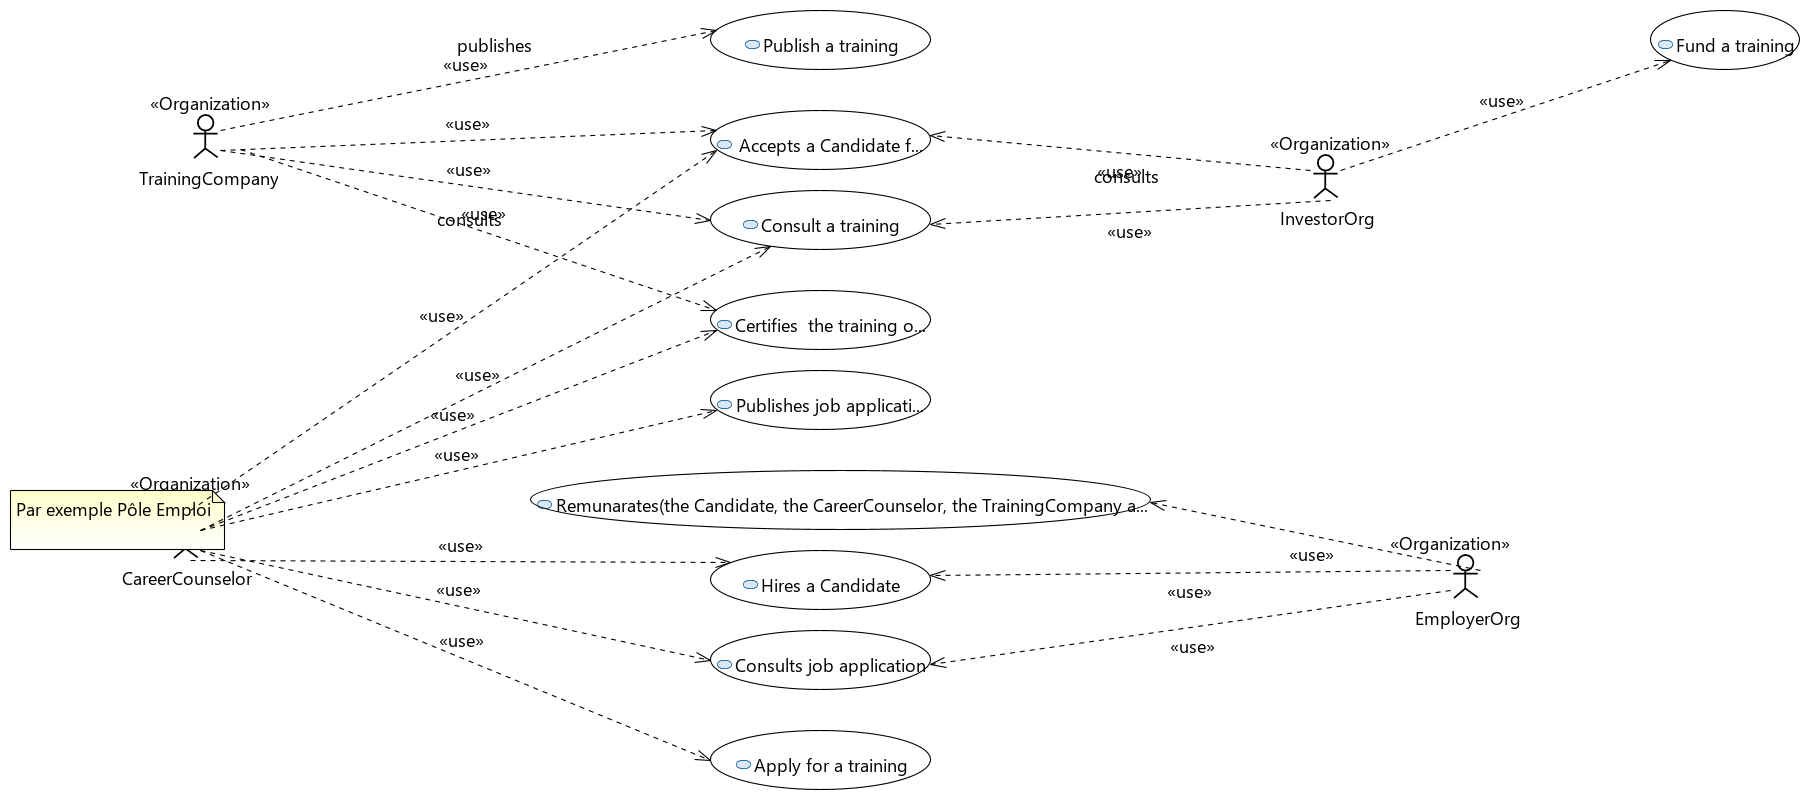 publishes
«use»
Publish a training
Fund a training
«use»
«Organization»
TrainingCompany
«use»
Accepts a Candidate f...
«Organization»
InvestorOrg
«use»
consults
«use»
Consult a training
«use»
consults
«use»
«use»
Certifies  the training o...
«use»
«use»
Publishes job applicati...
«use»
«Organization»
Par exemple Pôle Emploi
CareerCounselor
Remunarates(the Candidate, the CareerCounselor, the TrainingCompany a...
«Organization»
EmployerOrg
«use»
«use»
Hires a Candidate
«use»
«use»
Consults job application
«use»
«use»
Apply for a training